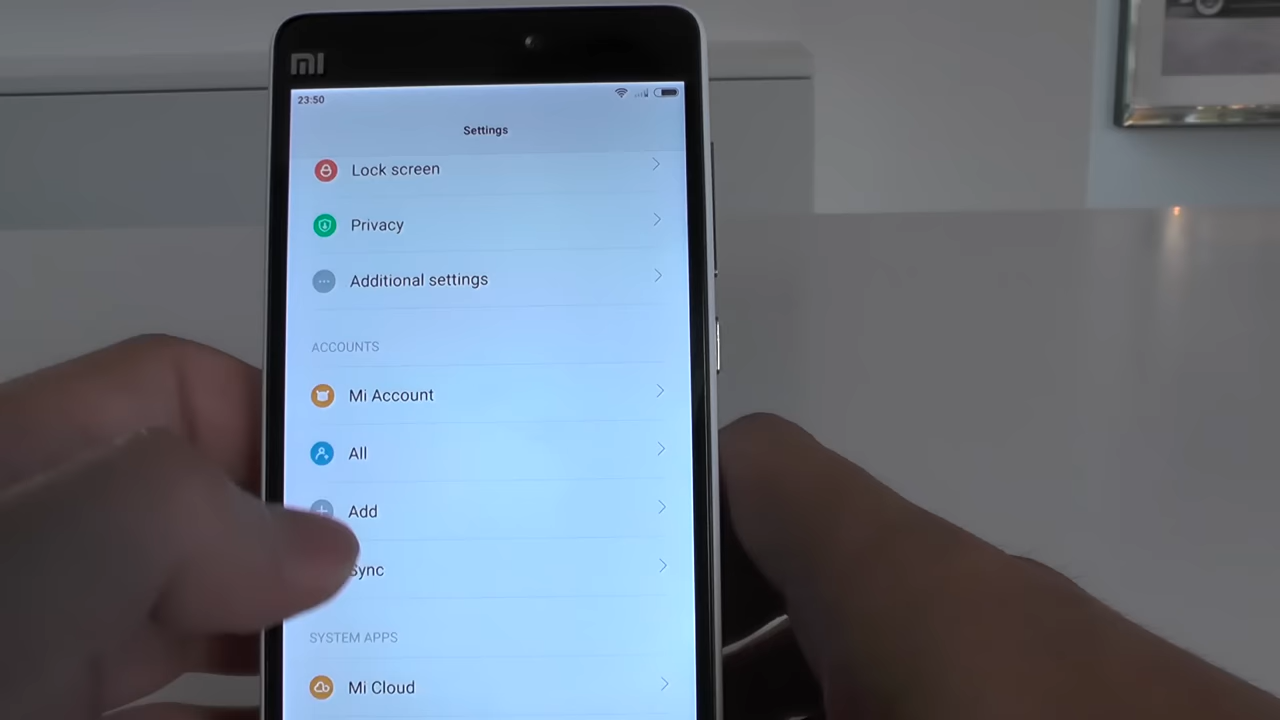 MI
23:50
Settings
Lock screen
Privacy
Additional settings
ACCOUNTS
Mi Account
All
Add
Sync
SYSTEM APPS
Mi Cloud